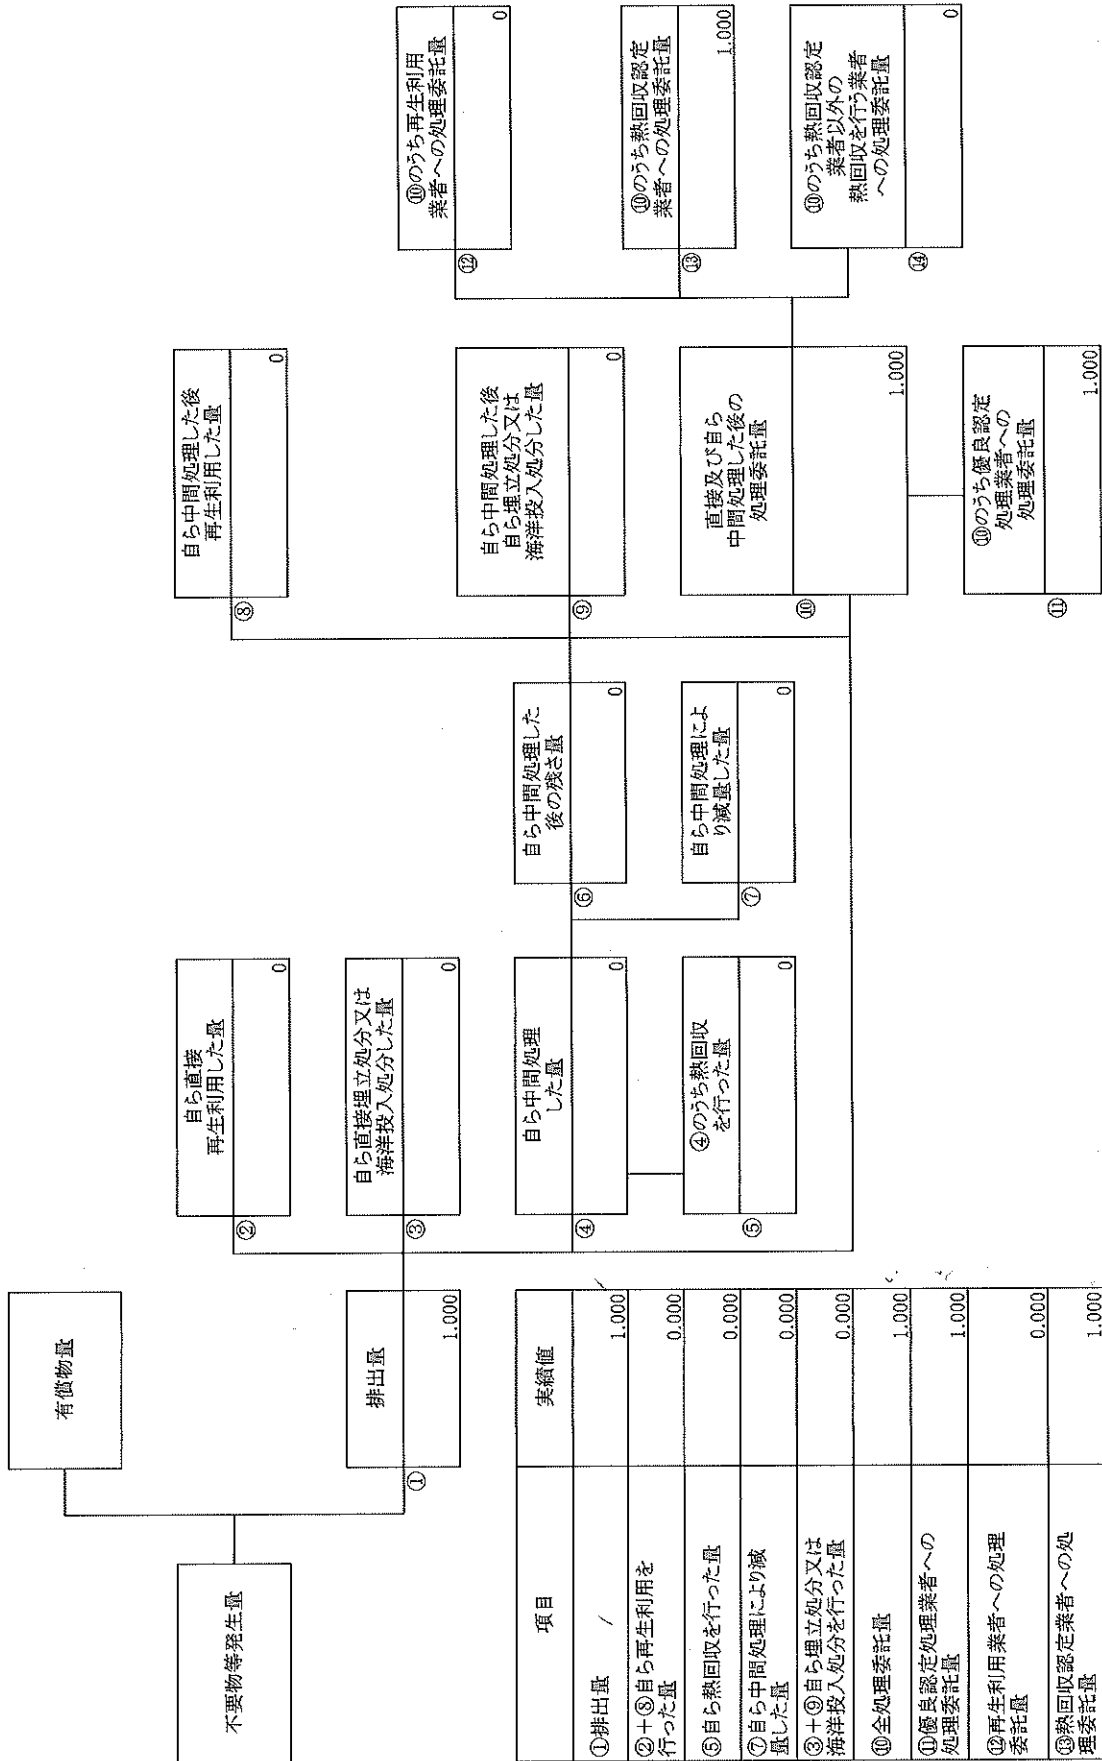 不要物等発生量
有償物量
排出量
①
1.000
自ら直接
再生利用した量
②
0
自ら直接埋立処分又は
海洋投入処分した量
③
0
自ら中間処理
した量
④
0
④のうち熱回収
を行った量
⑤
0
自ら中間処理した
後の残さ量
⑥
0
自ら中間処理によ
り減量した量
⑦
0
自ら中間処理した後
再生利用した量
⑧
0
自ら中間処理した後
自ら埋立処分又は
海洋投入処分した量
⑨
0
直接及び自ら
中間処理した後の
処理委託量
⑩
1.000
⑩のうち優良認定
処理業者への
処理委託量
⑪
1.000
⑩のうち再生利用
業者への処理委託量
⑫
0
⑩のうち熱回収認定
業者への処理委託量
⑬
1.000
⑩のうち熱回収認定
業者以外の
熱回収を行う業者
への処理委託量
⑭
0
項目 実績値
①排出量 1.000
②+⑧自ら再生利用を
行った量 0.000
⑤自ら熱回収を行った量 0.000
⑦自ら中間処理により減
量した量 0.000
③+⑨自ら埋立処分又は
海洋投入処分を行った量 0.000
⑩全処理委託量 1.000
⑪優良認定処理業者への
処理委託量 1.000
⑫再生利用業者への処理
委託量 0.000
⑬熱回収認定業者への処
理委託量 1.000